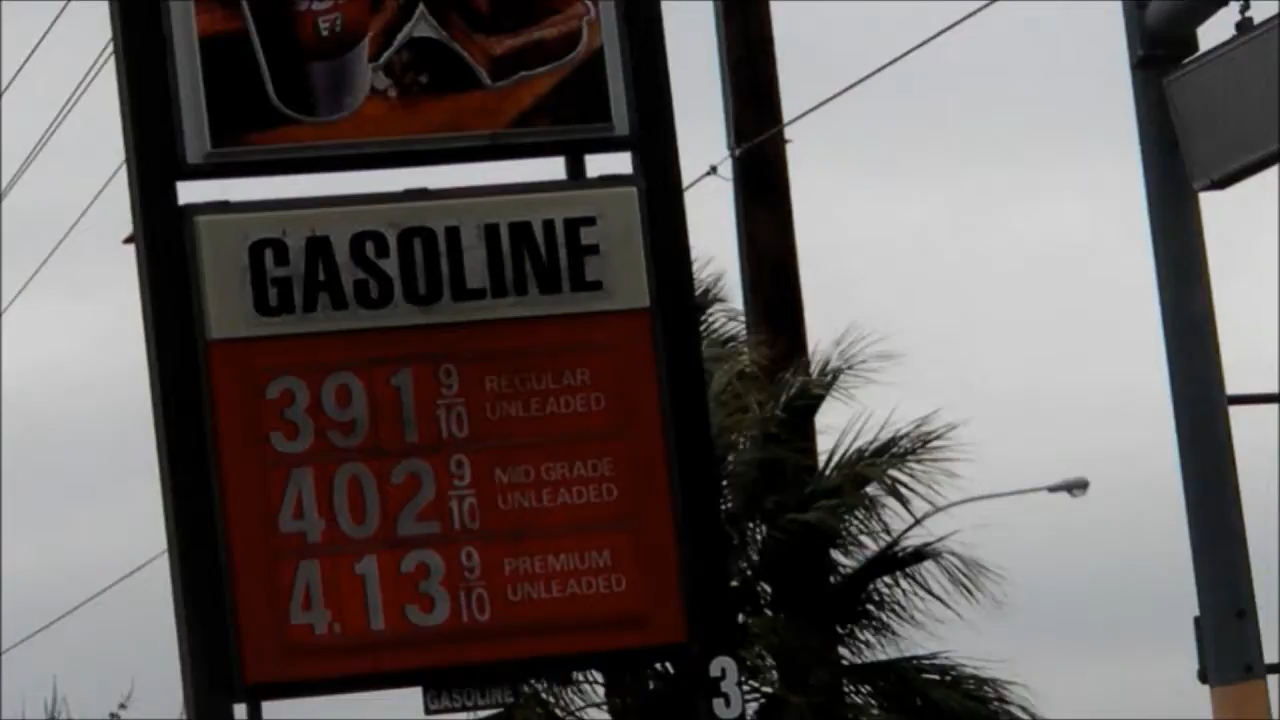 GASOLINE
391 9/10 REGULAR UNLEADED
402 9/10 MID GRADE UNLEADED
4.13 9/10 PREMIUM UNLEADED
GASOLINE
3